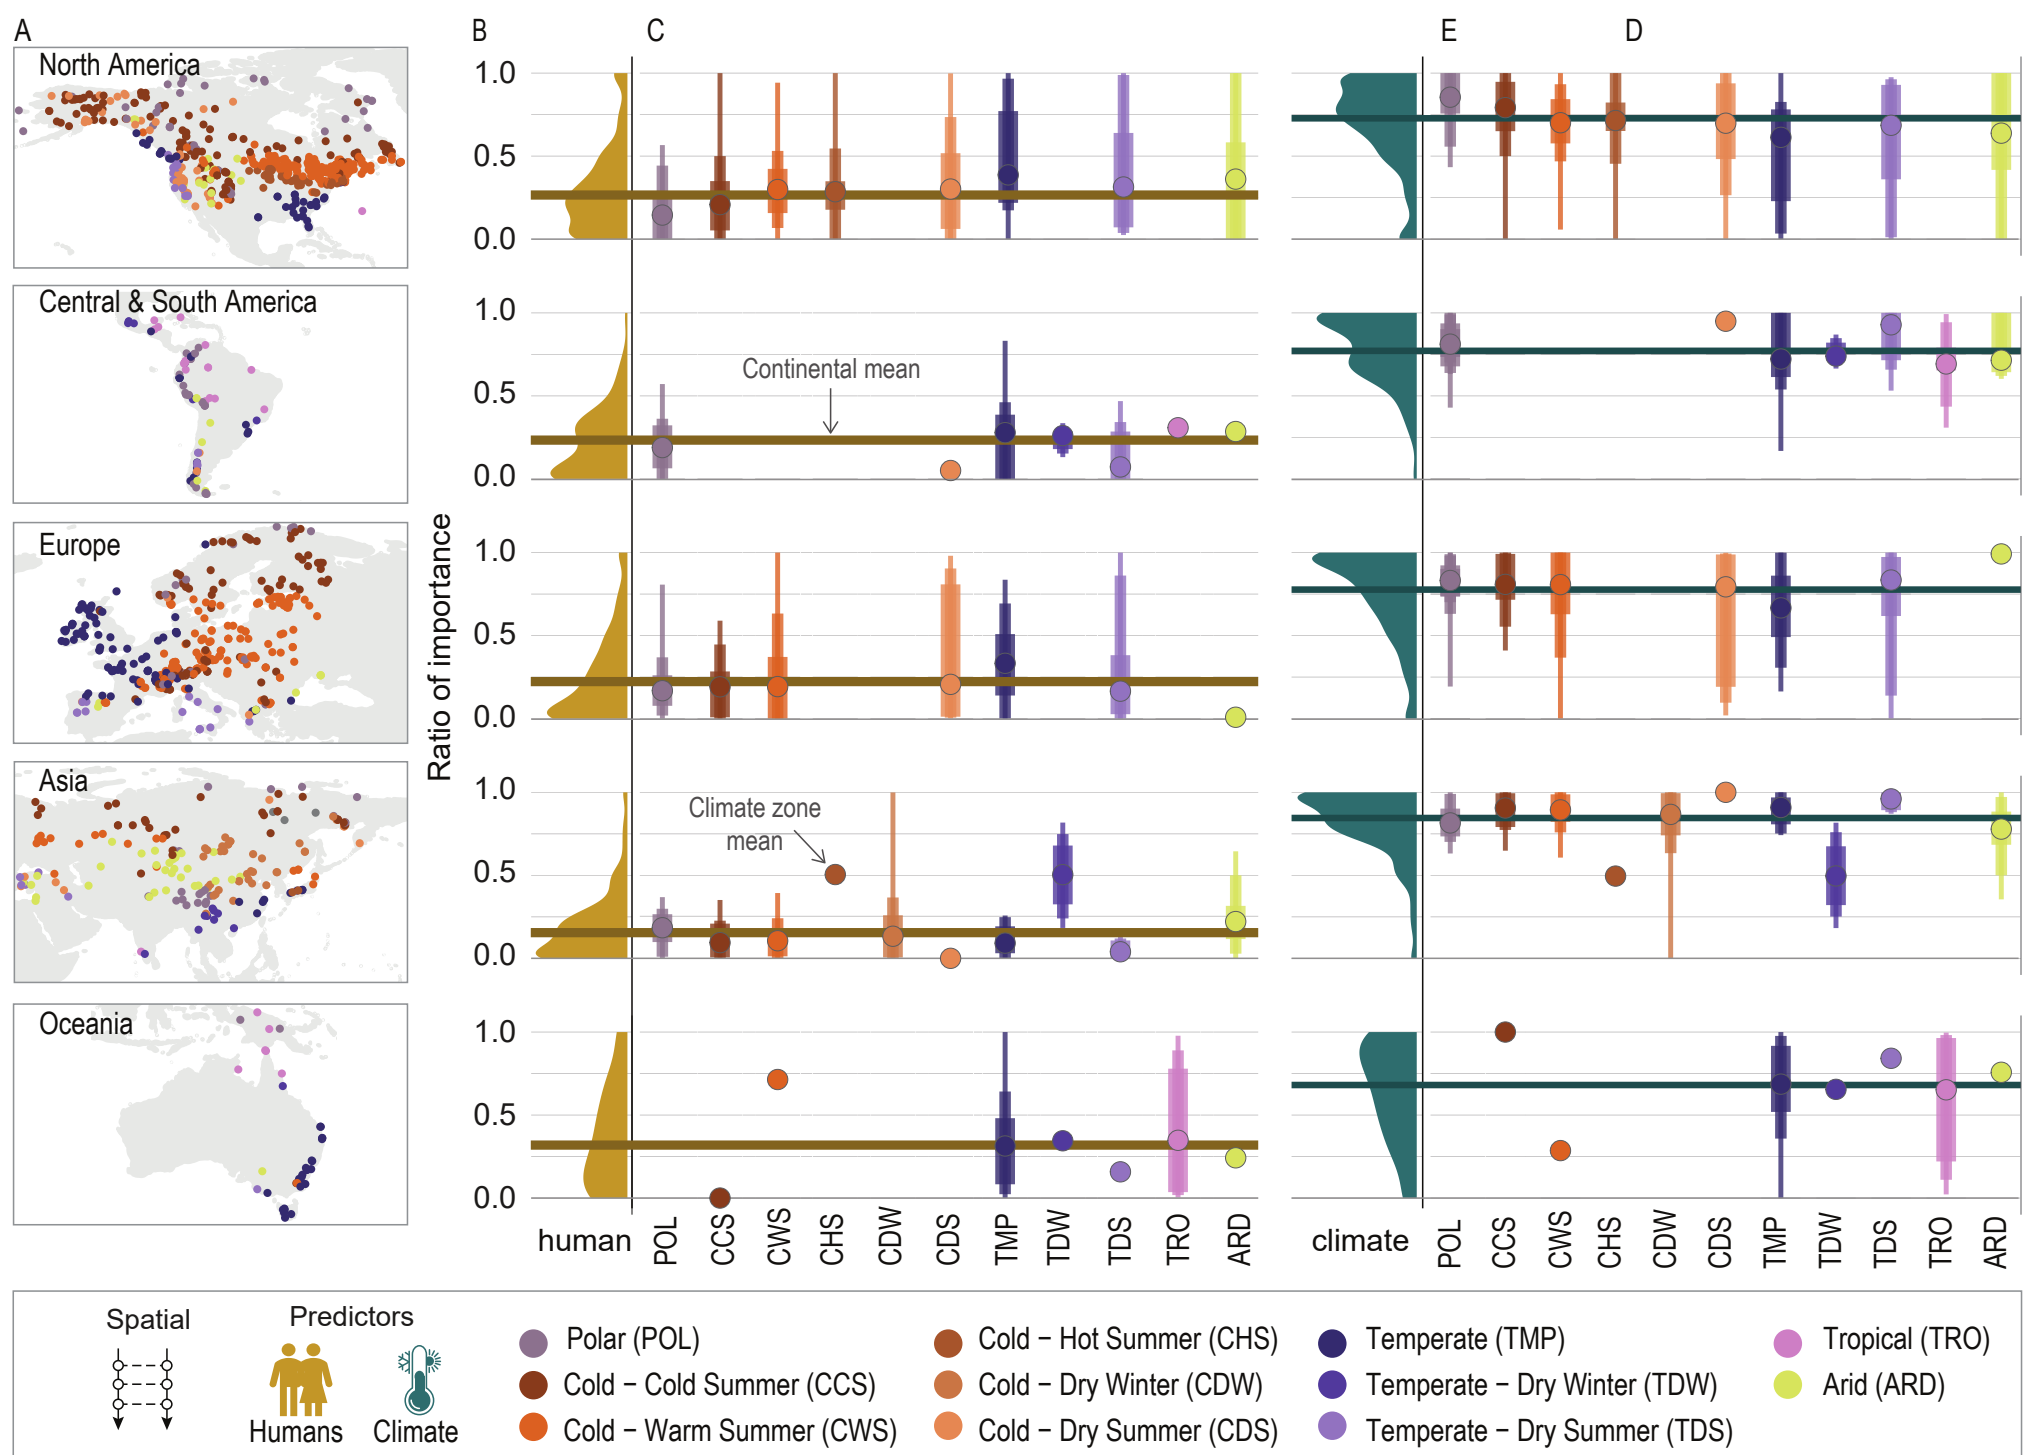 A
B
C
E
D
North America
1.0
0.5
0.0
Central & South America
1.0
0.5
0.0
Continental mean
Europe
1.0
0.5
0.0
Ratio of importance
Asia
1.0
0.5
0.0
Climate zone
mean
Oceania
1.0
0.5
0.0
human
POL
CCS
CWS
CHS
CDW
CDS
TMP
TDW
TDS
TRO
ARD
climate
POL
CCS
CWS
CHS
CDW
CDS
TMP
TDW
TDS
TRO
ARD
Spatial
Predictors
Humans
Climate
Polar (POL)
Cold − Cold Summer (CCS)
Cold − Warm Summer (CWS)
Cold − Hot Summer (CHS)
Cold − Dry Winter (CDW)
Cold − Dry Summer (CDS)
Temperate (TMP)
Temperate − Dry Winter (TDW)
Temperate − Dry Summer (TDS)
Tropical (TRO)
Arid (ARD)